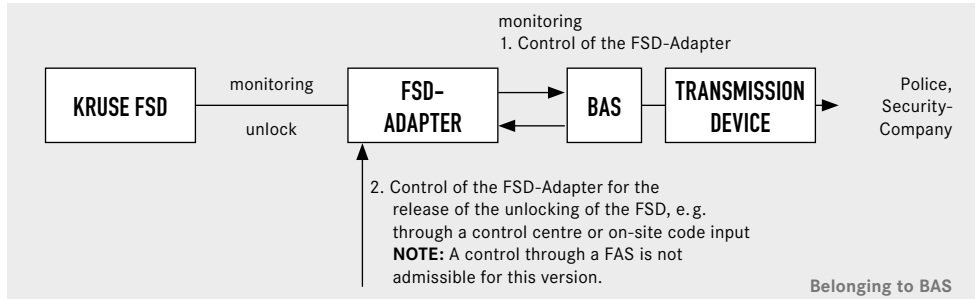 monitoring
1. Control of the FSD-Adapter
KRUSE FSD
monitoring
unlock
FSD-
ADAPTER
BAS
TRANSMISSION
DEVICE
Police,
Security-
Company
2. Control of the FSD-Adapter for the
release of the unlocking of the FSD, e. g.
through a control centre or on-site code input
NOTE: A control through a FAS is not
admissible for this version.
Belonging to BAS